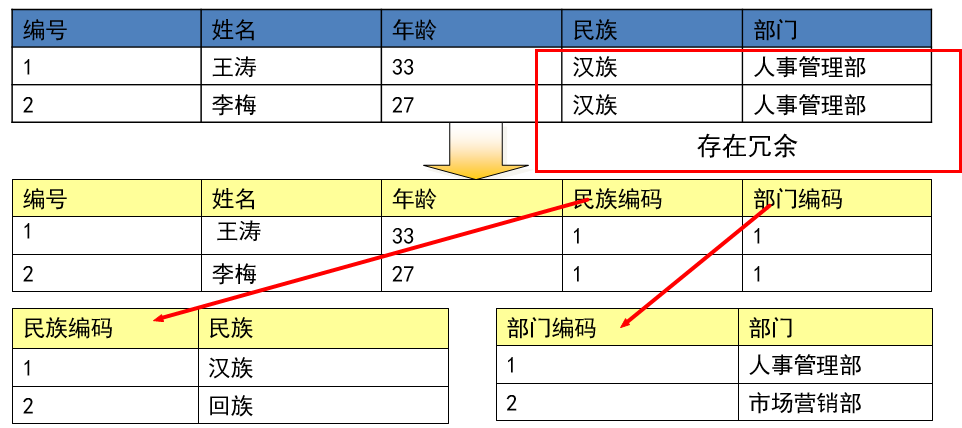 编号 姓名 年龄 民族 部门
1 王涛 33 汉族 人事管理部
2 李梅 27 汉族 人事管理部
存在冗余
编号 姓名 年龄 民族编码 部门编码
1 王涛 33 1 1
2 李梅 27 1 1
民族编码 民族
1 汉族
2 回族
部门编码 部门
1 人事管理部
2 市场营销部